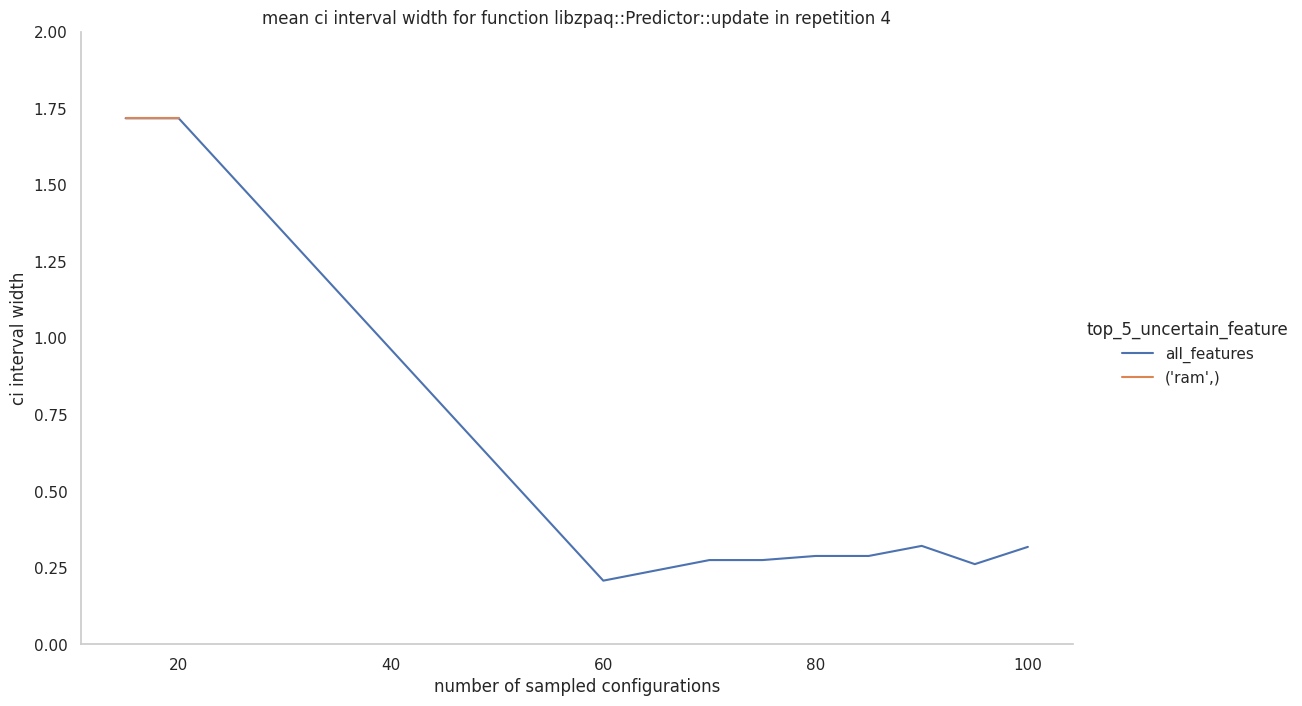 mean ci interval width for function libzpaq::Predictor::update in repetition 4
2.00
1.75
1.50
1.25
1.00
0.75
0.50
0.25
0.00
ci interval width
20
40
60
80
100
number of sampled configurations
top_5_uncertain_feature
all_features
('ram',)